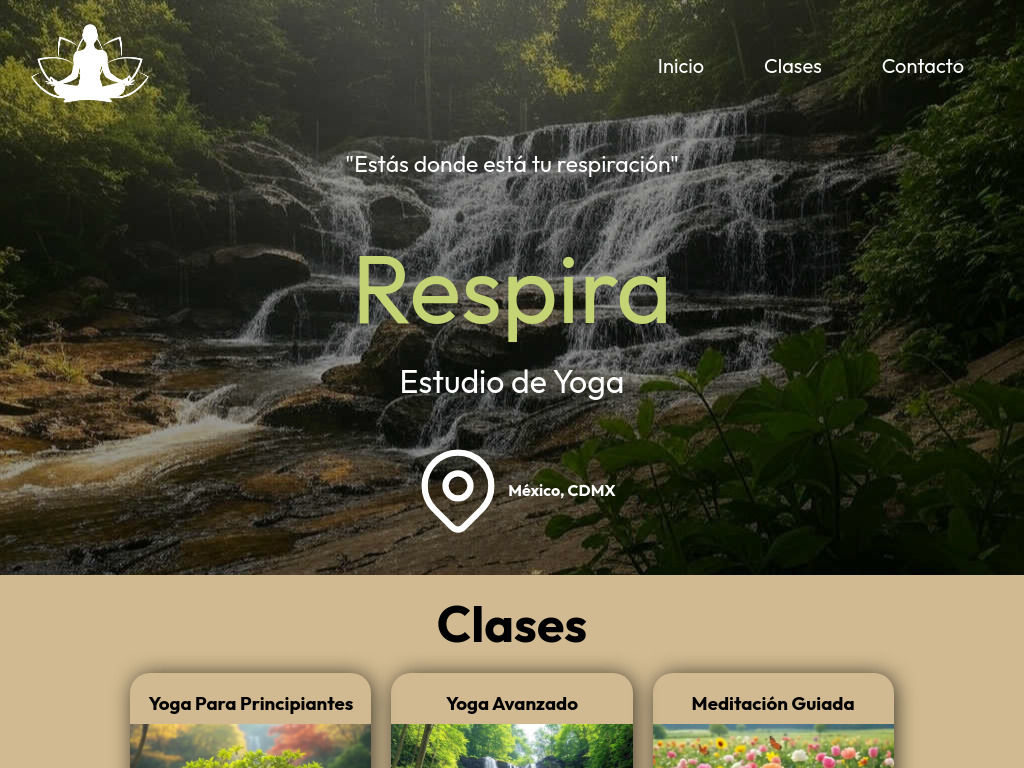 Inicio Clases Contacto
"Estás donde está tu respiración"
Respira
Estudio de Yoga
México, CDMX
Clases
Yoga Para Principiantes
Yoga Avanzado
Meditación Guiada